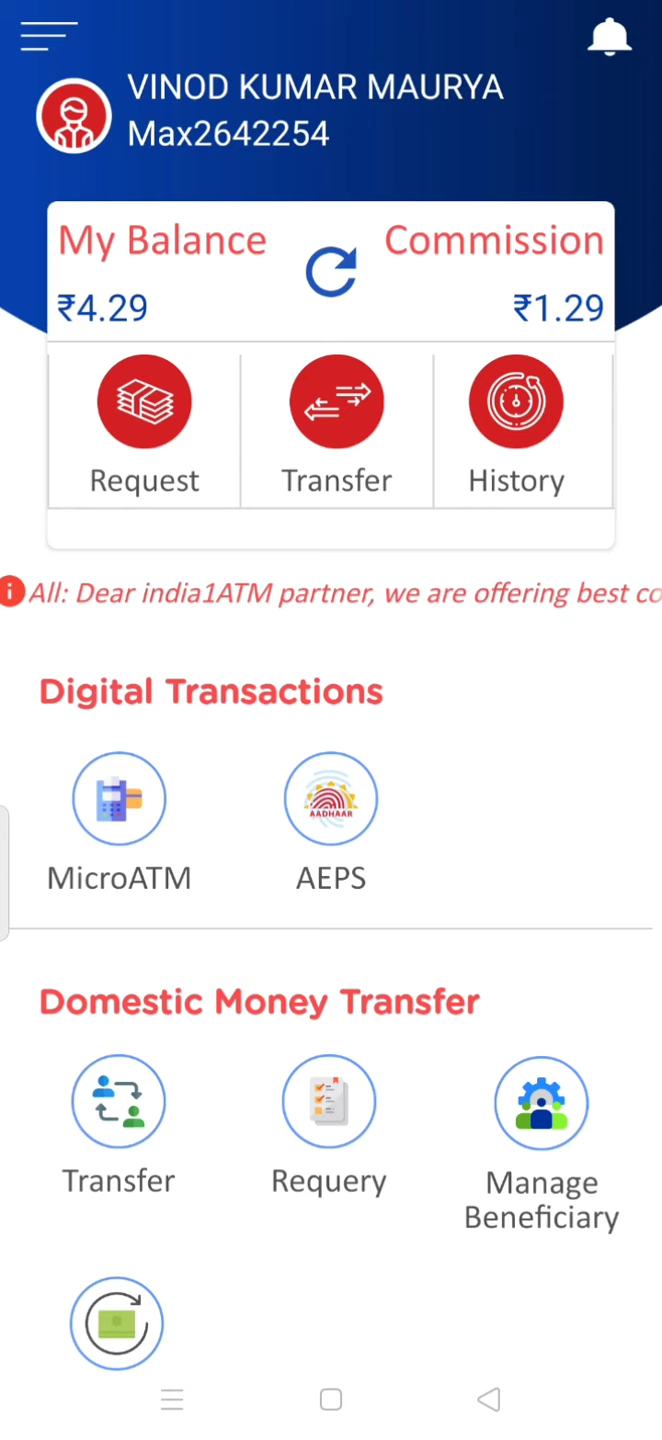 VINOD KUMAR MAURYA
Max2642254
My Balance Commission
₹4.29 ₹1.29
Request Transfer History
All: Dear india1ATM partner, we are offering best co
Digital Transactions
AADHAAR
MicroATM AEPS
Domestic Money Transfer
Transfer Requery Manage
Beneficiary